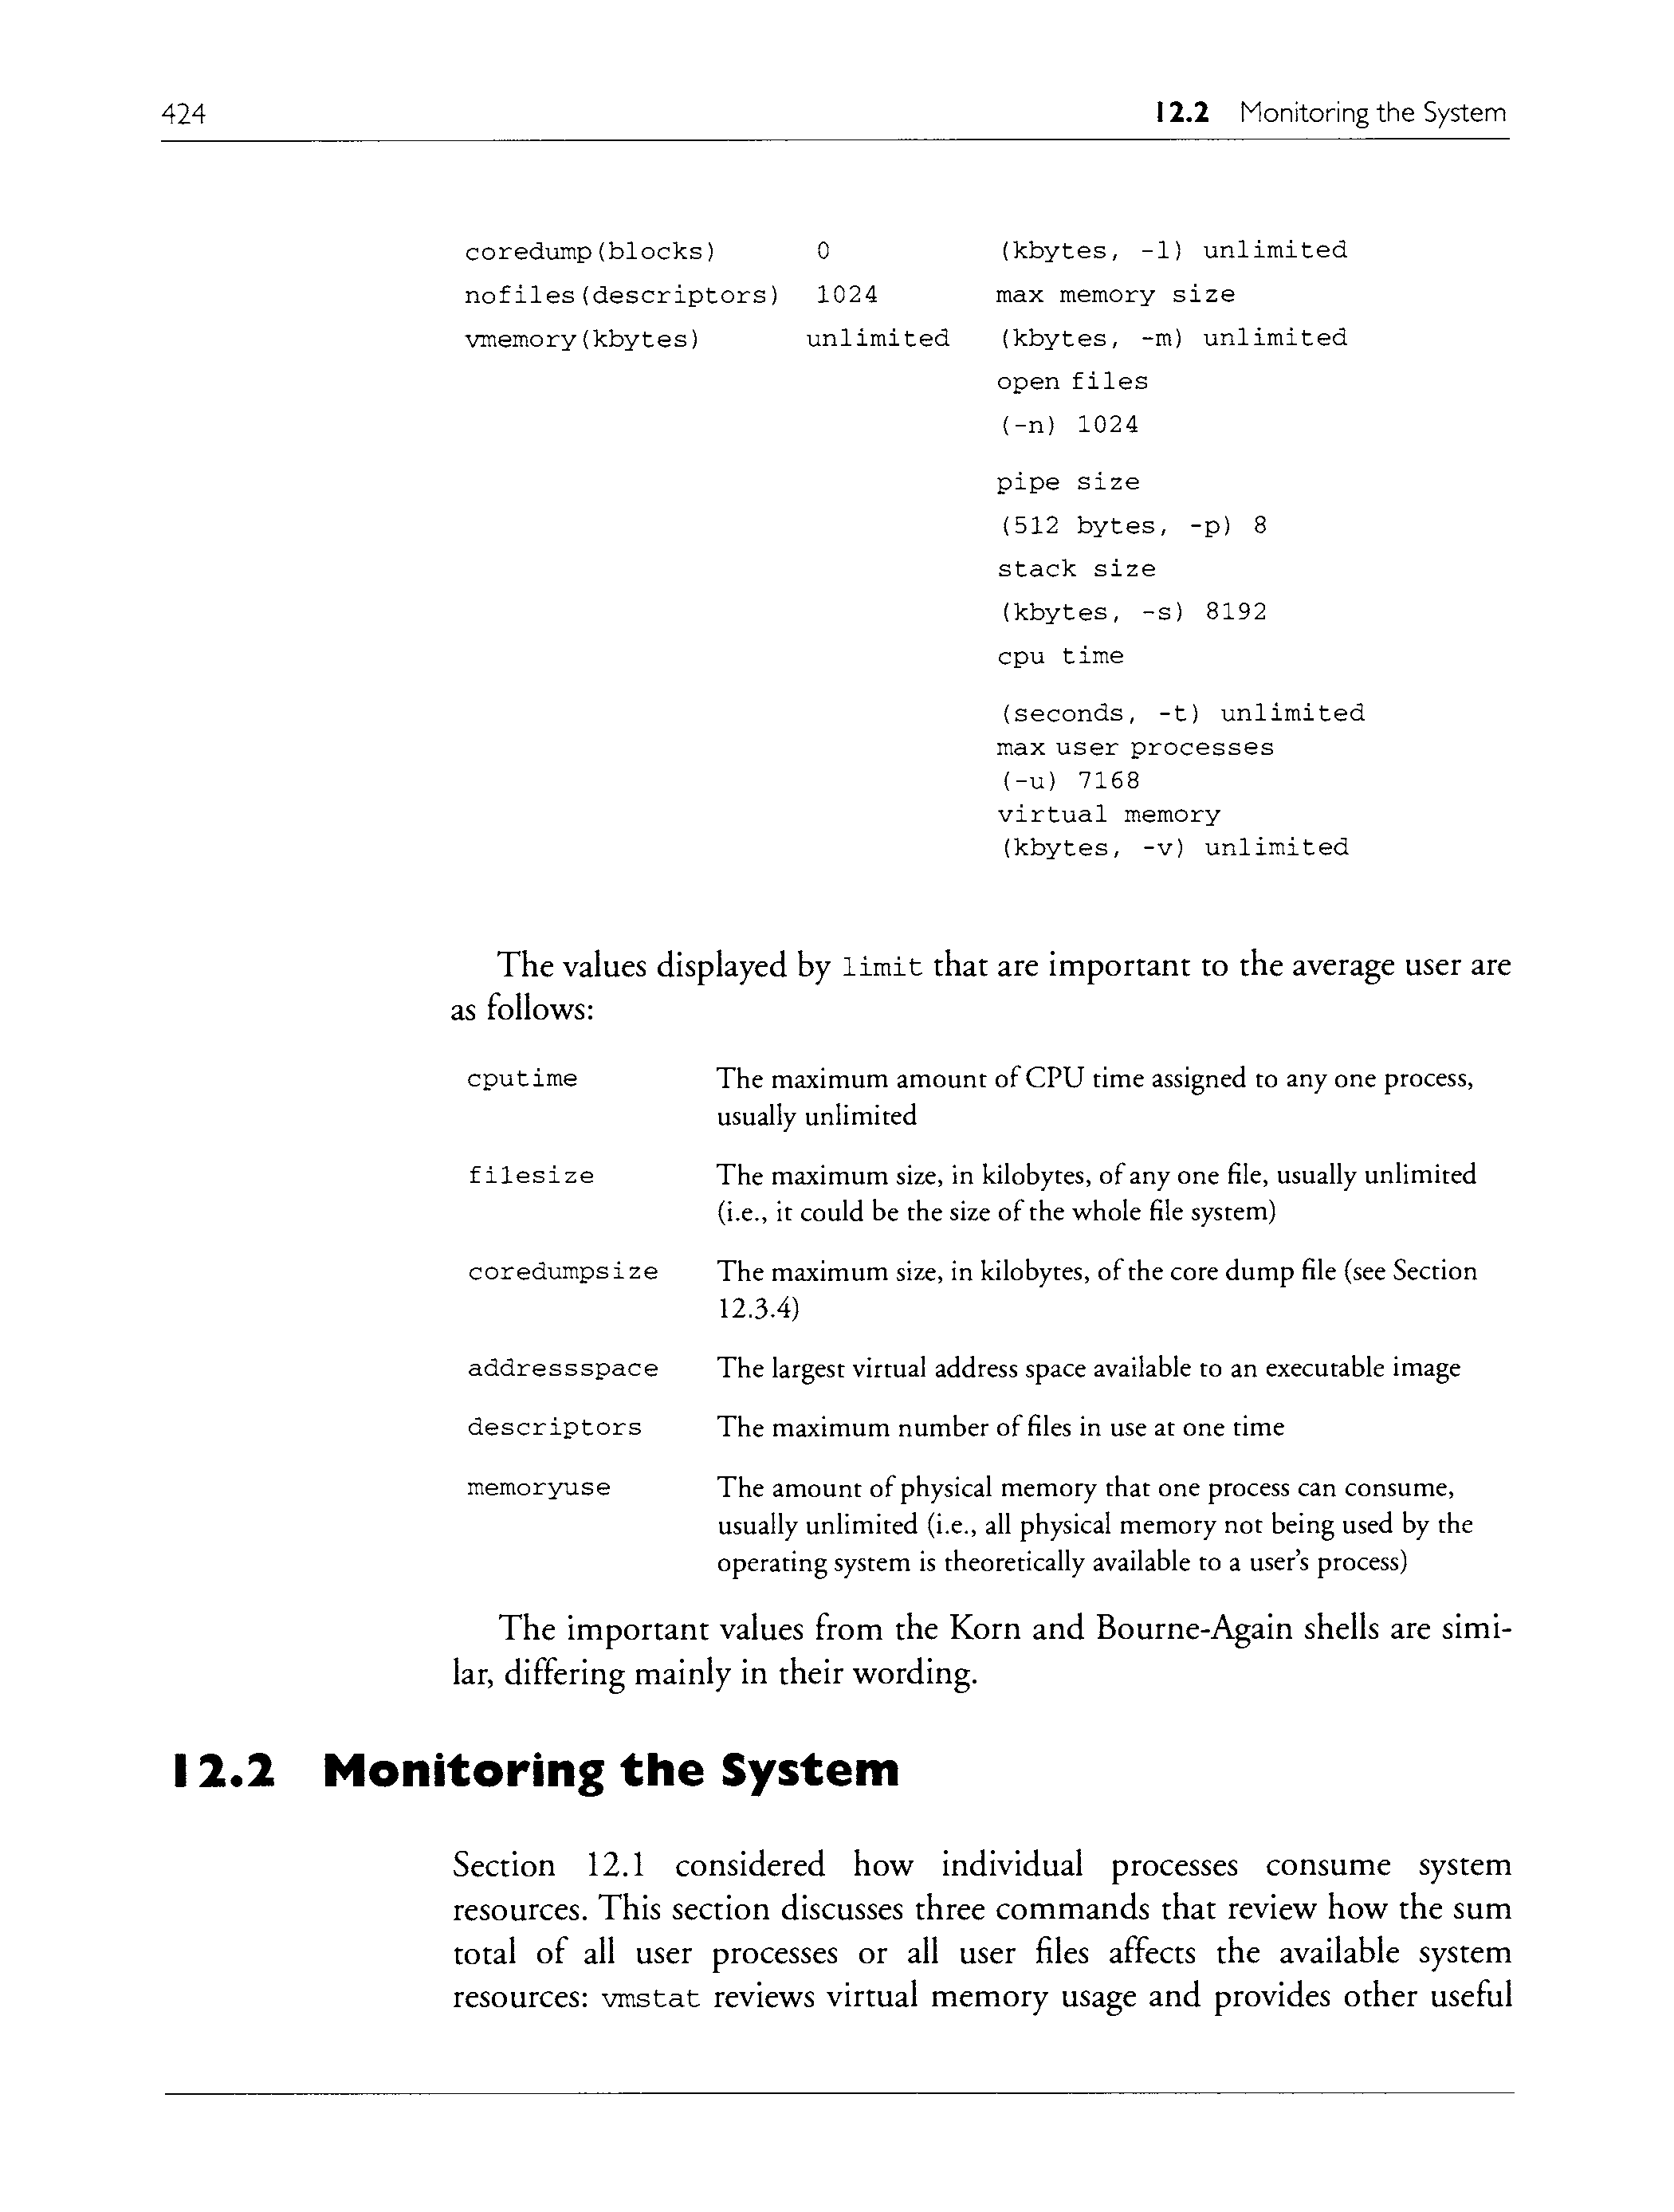 424
12.2 Monitoring the System
coredump(blocks) 0 (kbytes, -l) unlimited
nofiles(descriptors) 1024 max memory size
vmemory(kbytes) unlimited (kbytes, -m) unlimited
open files
(-n) 1024
pipe size
(512 bytes, -p) 8
stack size
(kbytes, -s) 8192
cpu time
(seconds, -t) unlimited
max user processes
(-u) 7168
virtual memory
(kbytes, -v) unlimited
The values displayed by limit that are important to the average user are
as follows:
cputime The maximum amount of CPU time assigned to any one process,
usually unlimited
filesize The maximum size, in kilobytes, of any one file, usually unlimited
(i.e., it could be the size of the whole file system)
coredumpsize The maximum size, in kilobytes, of the core dump file (see Section
12.3.4)
addressspace The largest virtual address space available to an executable image
descriptors The maximum number of files in use at one time
memoryuse The amount of physical memory that one process can consume,
usually unlimited (i.e., all physical memory not being used by the
operating system is theoretically available to a user's process)
The important values from the Korn and Bourne-Again shells are simi-
lar, differing mainly in their wording.
12.2 Monitoring the System
Section 12.1 considered how individual processes consume system
resources. This section discusses three commands that review how the sum
total of all user processes or all user files affects the available system
resources: vmstat reviews virtual memory usage and provides other useful